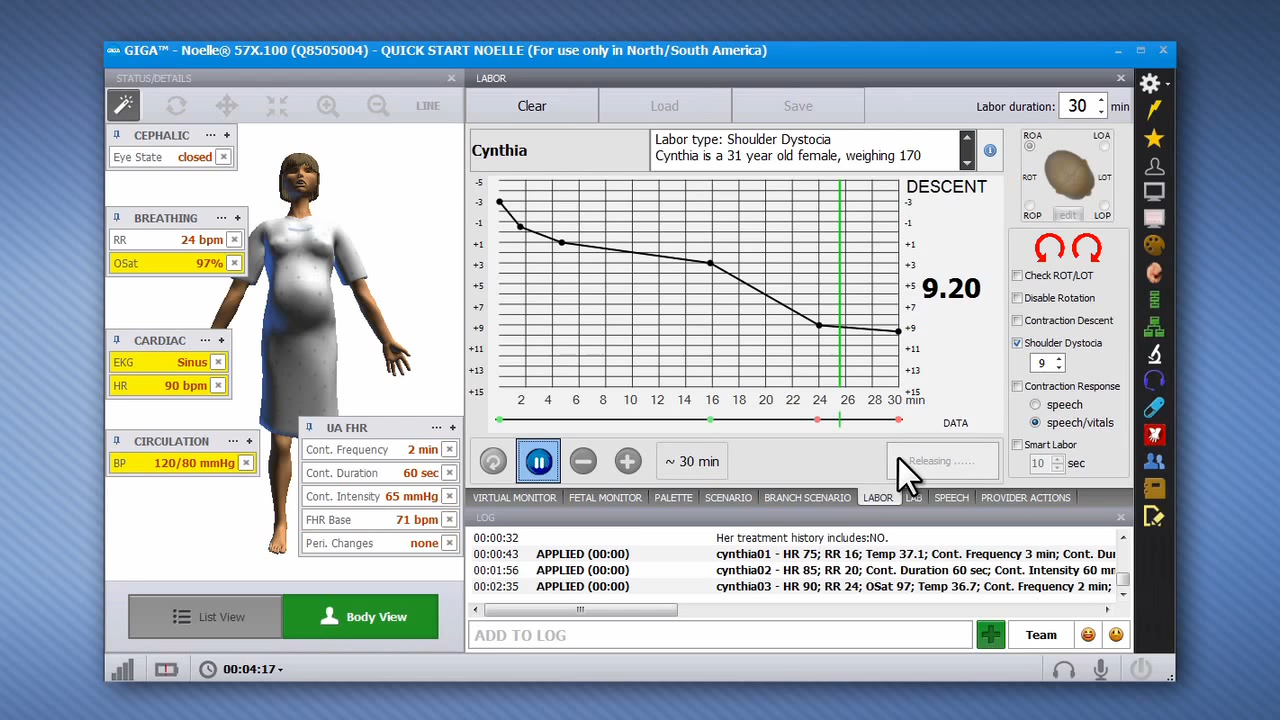 GIGA™ - Noelle® 57X.100 (Q8505004) - QUICK START NOELLE (For use only in North/South America)
STATUS/DETAILS
LINE
CEPHALIC
Eye State closed
BREATHING
RR 24 bpm
OSat 97%
CARDIAC
EKG Sinus
HR 90 bpm
CIRCULATION
BP 120/80 mmHg
UA FHR
Cont. Frequency 2 min
Cont. Duration 60 sec
Cont. Intensity 65 mmHg
FHR Base 71 bpm
Peri. Changes none
List View
Body View
00:04:17
LABOR
Clear
Load
Save
Labor duration: 30 min
Cynthia
Labor type: Shoulder Dystocia
Cynthia is a 31 year old female, weighing 170
-5
-3
-1
+1
+3
+5
+7
+9
+11
+13
+15
DESCENT
-3
-1
+1
+3
+5
+7
+9
+11
+13
+15
9.20
2 4 6 8 10 12 14 16 18 20 22 24 26 28 30 min
DATA
~ 30 min
Releasing ......
ROA LOA
ROT LOT
ROP edit LOP
Check ROT/LOT
Disable Rotation
Contraction Descent
Shoulder Dystocia
9
Contraction Response
speech
speech/vitals
Smart Labor
10 sec
VIRTUAL MONITOR FETAL MONITOR PALETTE SCENARIO BRANCH SCENARIO LABOR LAB SPEECH PROVIDER ACTIONS
LOG
00:00:32 Her treatment history includes:NO.
00:00:43 APPLIED (00:00) cynthia01 - HR 75; RR 16; Temp 37.1; Cont. Frequency 3 min; Cont. Du
00:01:56 APPLIED (00:00) cynthia02 - HR 85; RR 20; Cont. Duration 60 sec; Cont. Intensity 60 m
00:02:35 APPLIED (00:00) cynthia03 - HR 90; RR 24; OSat 97; Temp 36.7; Cont. Frequency 2 min;
ADD TO LOG
Team